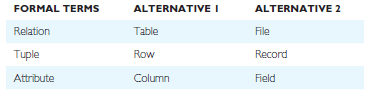 FORMAL TERMS ALTERNATIVE 1 ALTERNATIVE 2
Relation Table File
Tuple Row Record
Attribute Column Field